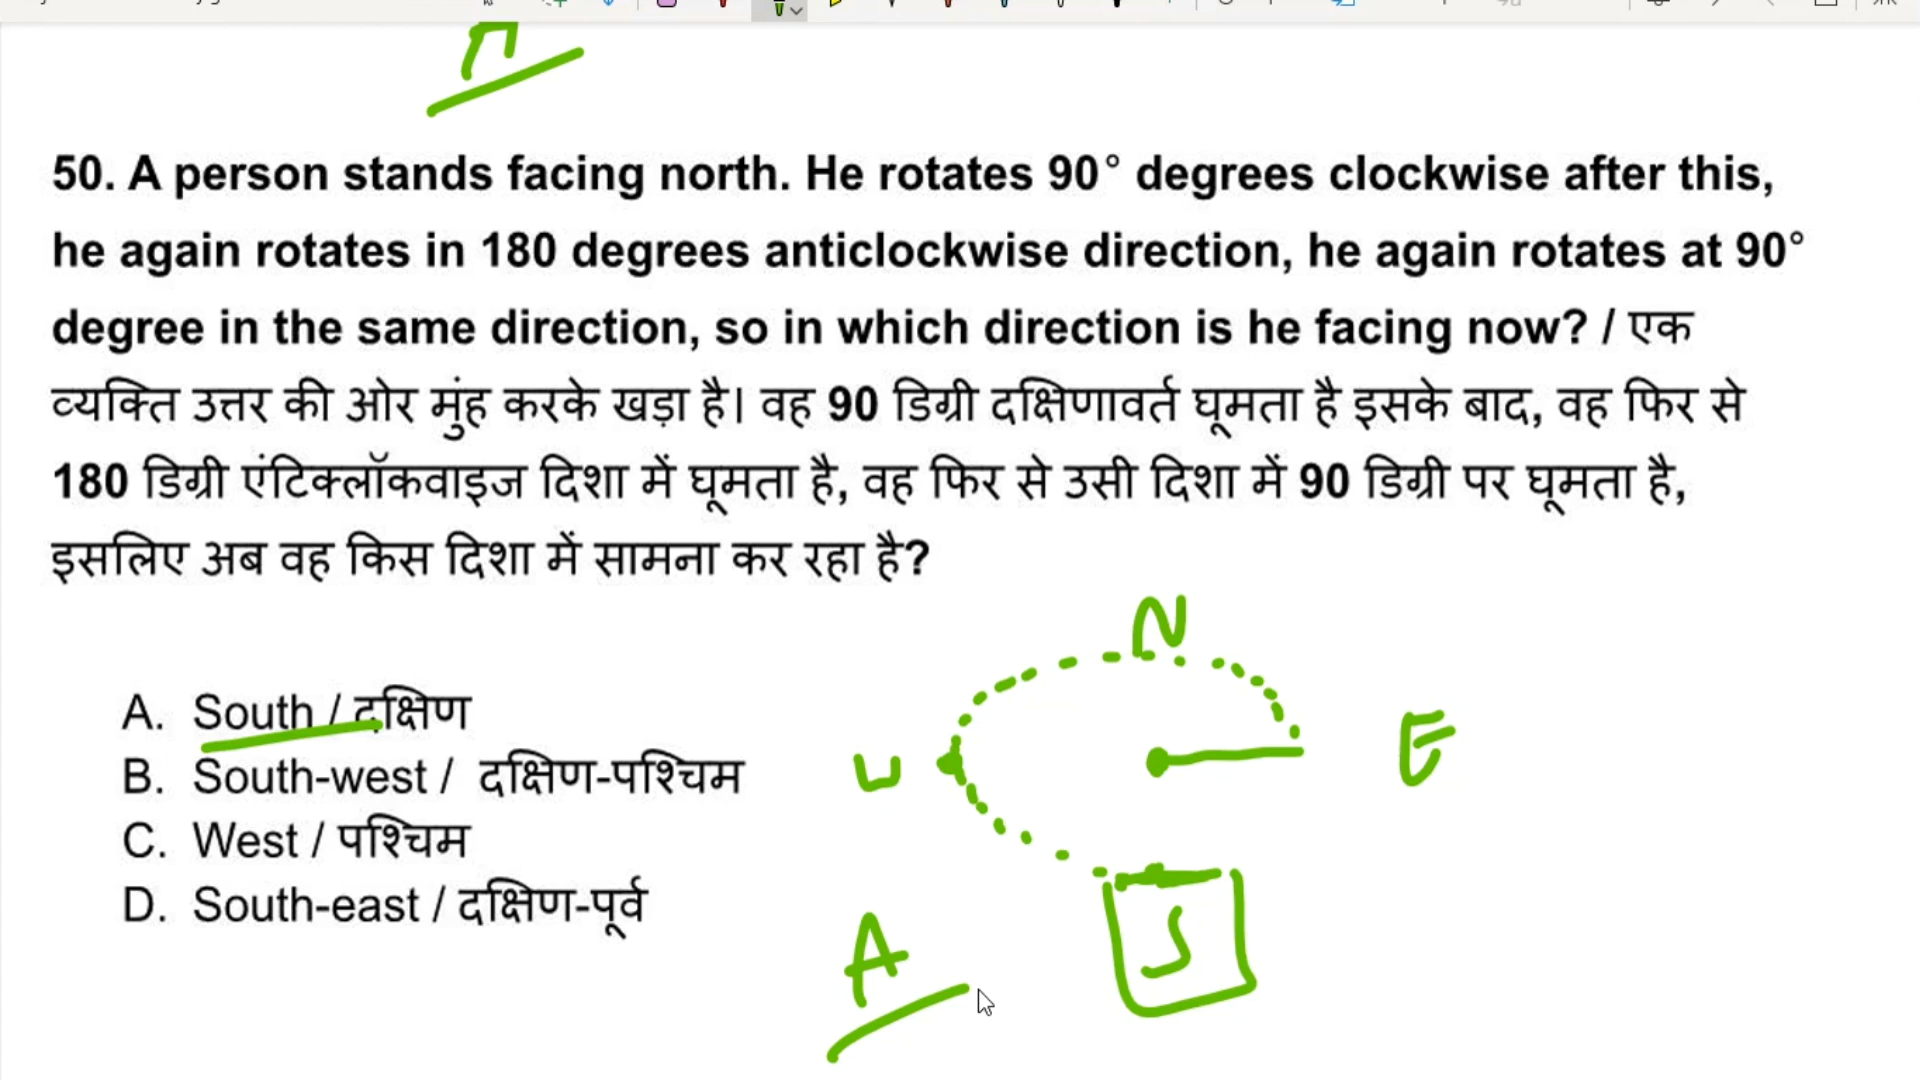 A
50. A person stands facing north. He rotates 90° degrees clockwise after this,
he again rotates in 180 degrees anticlockwise direction, he again rotates at 90°
degree in the same direction, so in which direction is he facing now? / एक
व्यक्ति उत्तर की ओर मुंह करके खड़ा है। वह 90 डिग्री दक्षिणावर्त घूमता है इसके बाद, वह फिर से
180 डिग्री एंटिक्लॉकवाइज दिशा में घूमता है, वह फिर से उसी दिशा में 90 डिग्री पर घूमता है,
इसलिए अब वह किस दिशा में सामना कर रहा है?
N
A. South / दक्षिण
E
B. South-west / दक्षिण-पश्चिम
W
C. West / पश्चिम
D. South-east / दक्षिण-पूर्व
A
S